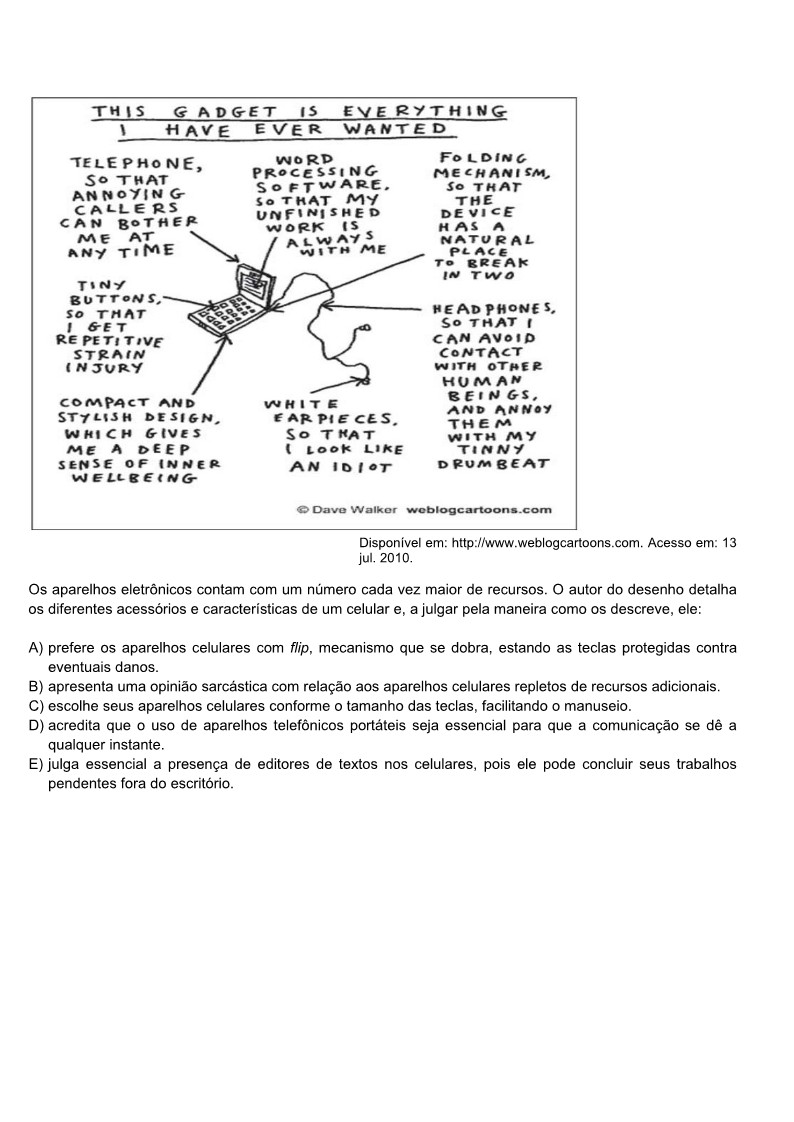 THIS GADGET IS EVERYTHING
I HAVE EVER WANTED
TELEPHONE,
SO THAT
ANNOYING
CALLERS
CAN BOTHER
ME AT
ANY TIME
WORD
PROCESSING
SOFTWARE,
SO THAT MY
UNFINISHED
WORK IS
ALWAYS
WITH ME
FOLDING
MECHANISM,
SO THAT
THE
DEVICE
HAS A
NATURAL
PLACE
TO BREAK
IN TWO
TINY
BUTTONS,
SO THAT
I GET
REPETITIVE
STRAIN
INJURY
HEADPHONES,
SO THAT I
CAN AVOID
CONTACT
WITH OTHER
HUMAN
BEINGS,
AND ANNOY
THEM
WITH MY
TINNY
DRUMBEAT
COMPACT AND
STYLISH DESIGN,
WHICH GIVES
ME A DEEP
SENSE OF INNER
WELLBEING
WHITE
EARPIECES,
SO THAT
I LOOK LIKE
AN IDIOT
© Dave Walker weblogcartoons.com
Disponível em: http://www.weblogcartoons.com. Acesso em: 13
jul. 2010.
Os aparelhos eletrônicos contam com um número cada vez maior de recursos. O autor do desenho detalha
os diferentes acessórios e características de um celular e, a julgar pela maneira como os descreve, ele:
A) prefere os aparelhos celulares com flip, mecanismo que se dobra, estando as teclas protegidas contra
eventuais danos.
B) apresenta uma opinião sarcástica com relação aos aparelhos celulares repletos de recursos adicionais.
C) escolhe seus aparelhos celulares conforme o tamanho das teclas, facilitando o manuseio.
D) acredita que o uso de aparelhos telefônicos portáteis seja essencial para que a comunicação se dê a
qualquer instante.
E) julga essencial a presença de editores de textos nos celulares, pois ele pode concluir seus trabalhos
pendentes fora do escritório.